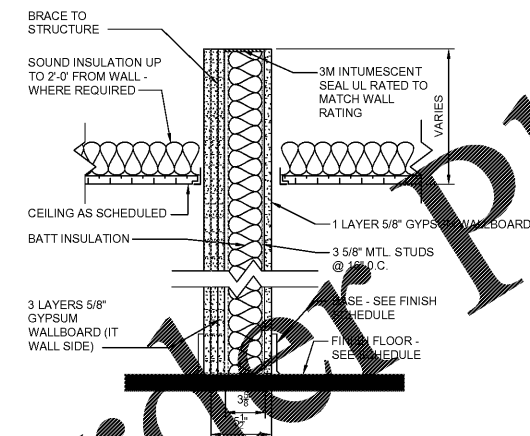 BRACE TO
STRUCTURE
SOUND INSULATION UP
TO 2'-0' FROM WALL -
WHERE REQUIRED
3M INTUMESCENT
SEAL UL RATED TO
MATCH WALL
RATING
VARIES
CEILING AS SCHEDULED
1 LAYER 5/8" GYPSUM WALLBOARD
BATT INSULATION
3 5/8" MTL. STUDS
@ 16" O.C.
3 LAYERS 5/8"
GYPSUM
WALLBOARD (IT
WALL SIDE)
BASE - SEE FINISH
SCHEDULE
FINISH FLOOR -
SEE SCHEDULE